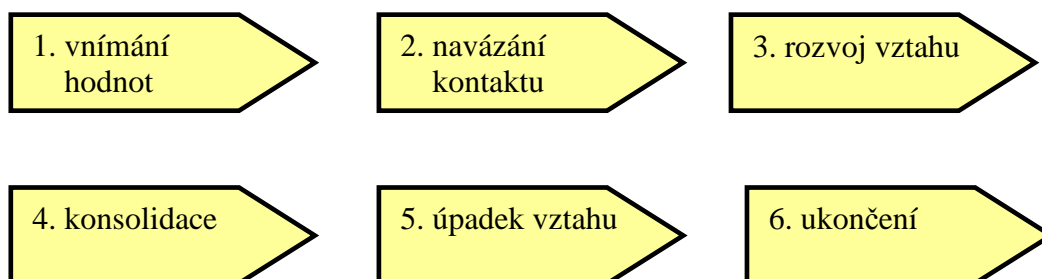 1. vnímání
hodnot
2. navázání
kontaktu
3. rozvoj vztahu
4. konsolidace
5. úpadek vztahu
6. ukončení